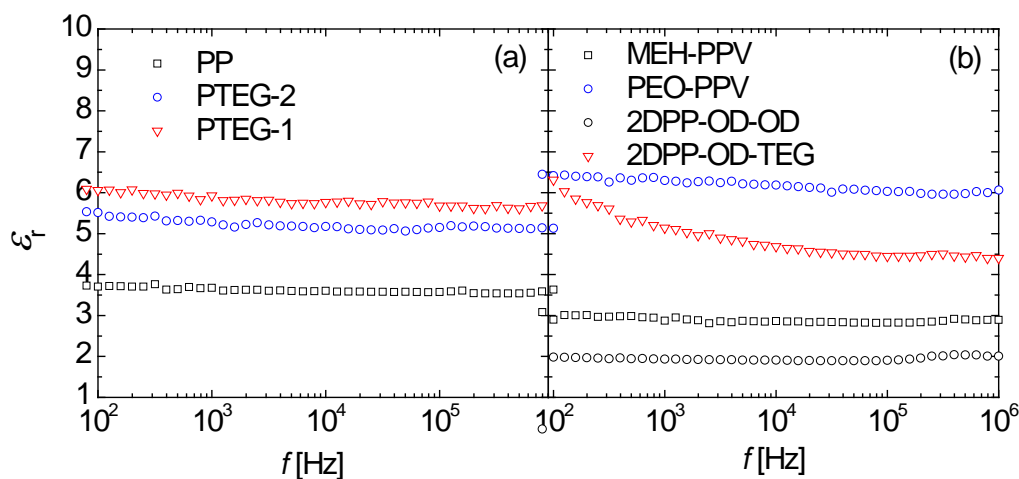 10
9
8
7
6
5
4
3
2
1
εr
(a)
PP
PTEG-2
PTEG-1
10² 10³ 10⁴ 10⁵
f [Hz]
(b)
MEH-PPV
PEO-PPV
2DPP-OD-OD
2DPP-OD-TEG
10² 10³ 10⁴ 10⁵ 10⁶
f [Hz]